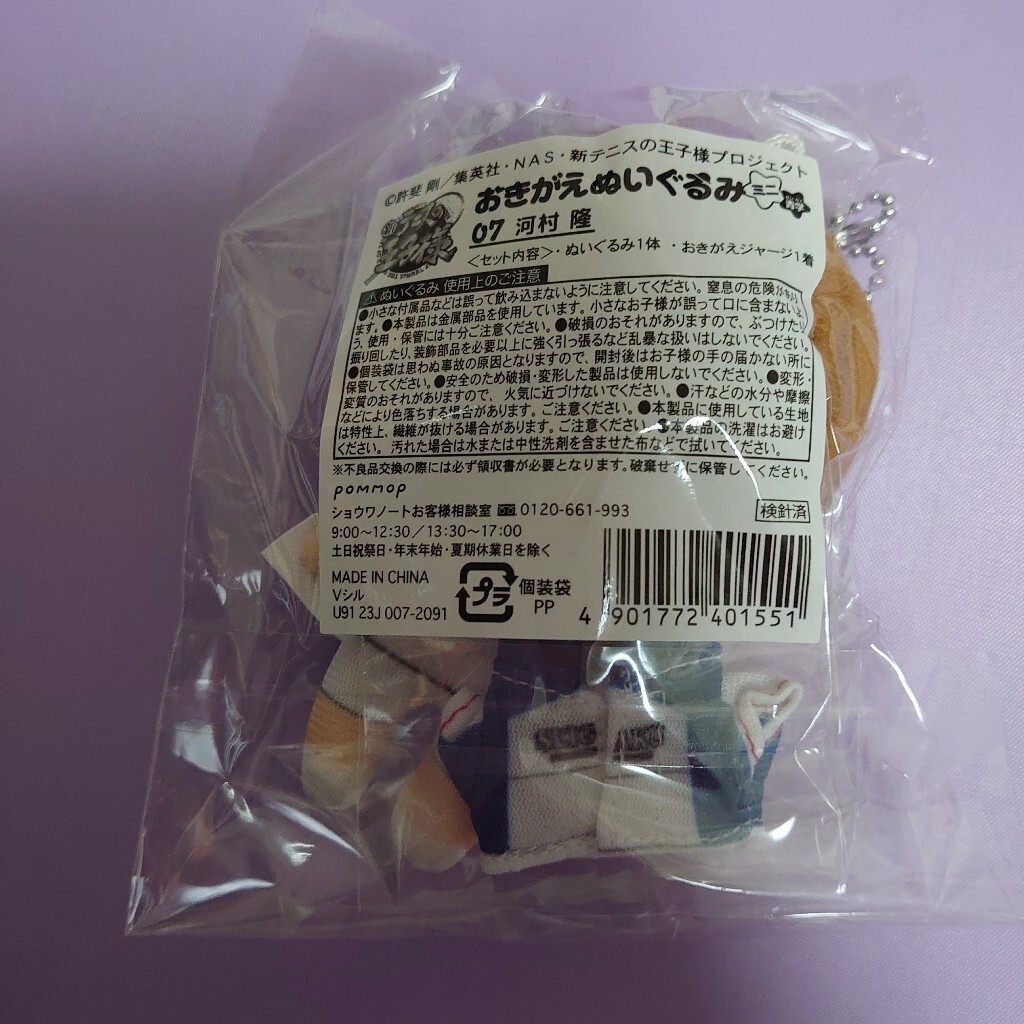 ©許斐 剛／集英社・NAS・新テニスの王子様プロジェクト
おきがえぬいぐるみミニ
07 河村 隆
＜セット内容＞・ぬいぐるみ1体 ・おきがえジャージ1着
⚠ぬいぐるみ 使用上のご注意
●小さな付属品などは誤って飲み込まないように注意してください。窒息の危険があり
ます。●本製品は金属部品を使用しています。小さなお子様が誤って口に含まないよ
う、使用・保管には十分ご注意ください。●破損のおそれがありますので、ぶつけたり
振り回したり、装飾部品を必要以上に強く引っ張るなど乱暴な扱いはしないでください。
●個装袋は思わぬ事故の原因となりますので、開封後はお子様の手の届かない所に
保管してください。●安全のため破損・変形した製品は使用しないでください。●変形・
変質のおそれがありますので、火気に近づけないでください。●汗などの水分や摩擦
などにより色落ちする場合があります。ご注意ください。●本製品に使用している生地
は特性上、繊維が抜ける場合があります。ご注意ください。●本製品の洗濯はお避け
ください。汚れた場合は水または中性洗剤を含ませた布などで拭いてください。
※不良品交換の際には必ず領収書が必要となります。破棄せずに保管してください。
pommop
ショウワノートお客様相談室 0120-661-993
検針済
9:00～12:30／13:30～17:00
土日祝祭日・年末年始・夏期休業日を除く
MADE IN CHINA
Vシル
U91 23J 007-2091
プラ
個装袋
PP
4 901772 401551